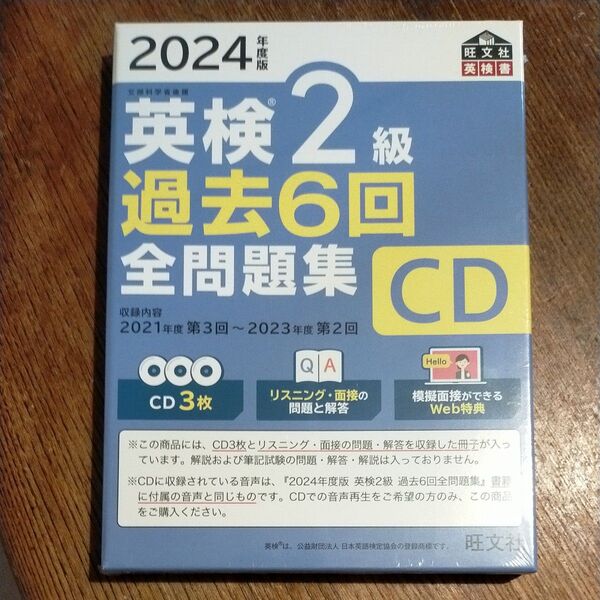 2024年度版
旺文社
英検書
文部科学省後援
英検®2級
過去6回
全問題集
CD
収録内容
2021年度 第3回～2023年度 第2回
CD 3枚
Q A
リスニング・面接の
問題と解答
Hello
模擬面接ができる
Web特典
※この商品には、CD3枚とリスニング・面接の問題・解答を収録した冊子が入っ
ています。解説および筆記試験の問題・解答・解説は入っておりません。
※CDに収録されている音声は、『2024年度版 英検2級 過去6回全問題集』書籍
に付属の音声と同じものです。CDでの音声再生をご希望の方のみ、この商品
をご購入ください。
英検®は、公益財団法人 日本英語検定協会の登録商標です。
旺文社